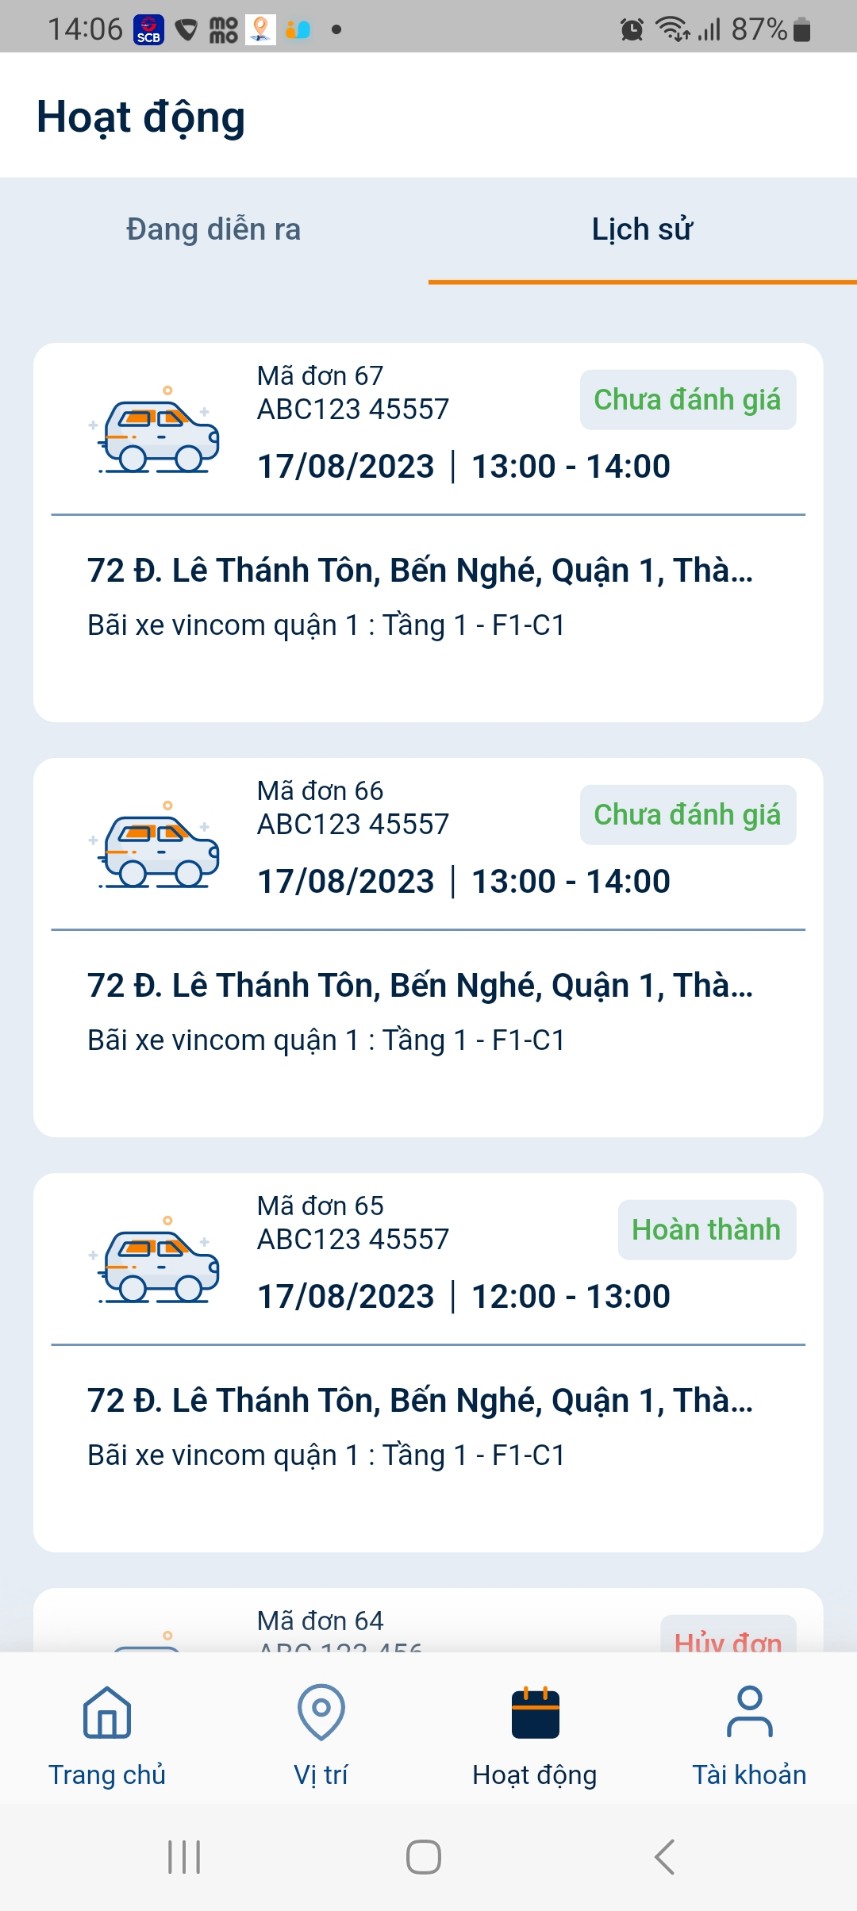 14:06 SCB MOMO 87%
Hoạt động
Đang diễn ra
Lịch sử
Mã đơn 67
ABC123 45557
Chưa đánh giá
17/08/2023 | 13:00 - 14:00
72 Đ. Lê Thánh Tôn, Bến Nghé, Quận 1, Thà...
Bãi xe vincom quận 1 : Tầng 1 - F1-C1
Mã đơn 66
ABC123 45557
Chưa đánh giá
17/08/2023 | 13:00 - 14:00
72 Đ. Lê Thánh Tôn, Bến Nghé, Quận 1, Thà...
Bãi xe vincom quận 1 : Tầng 1 - F1-C1
Mã đơn 65
ABC123 45557
Hoàn thành
17/08/2023 | 12:00 - 13:00
72 Đ. Lê Thánh Tôn, Bến Nghé, Quận 1, Thà...
Bãi xe vincom quận 1 : Tầng 1 - F1-C1
Mã đơn 64
ABC 123 456
Hủy đơn
Trang chủ
Vị trí
Hoạt động
Tài khoản